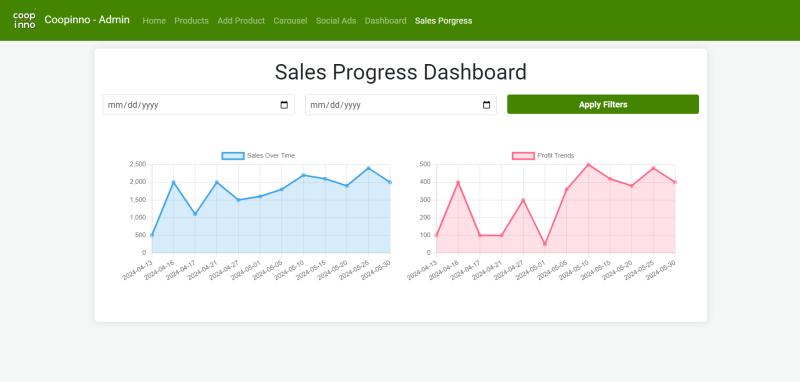 coop
inno
Coopinno - Admin Home Products Add Product Carousel Social Ads Dashboard Sales Porgress
Sales Progress Dashboard
mm/dd/yyyy mm/dd/yyyy Apply Filters
Sales Over Time
2,500
2,000
1,500
1,000
500
0
2024-04-13 2024-04-16 2024-04-17 2024-04-21 2024-04-27 2024-05-01 2024-05-05 2024-05-10 2024-05-15 2024-05-20 2024-05-25 2024-05-30
Profit Trends
500
400
300
200
100
0
2024-04-13 2024-04-16 2024-04-17 2024-04-21 2024-04-27 2024-05-01 2024-05-05 2024-05-10 2024-05-15 2024-05-20 2024-05-25 2024-05-30